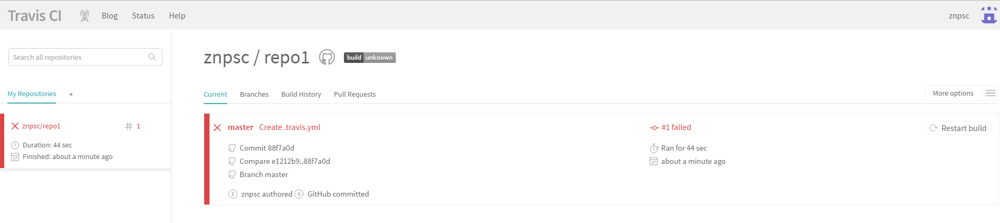 Travis CI Blog Status Help znpsc
Search all repositories
My Repositories +
znpsc/repo1 # 1
Duration: 44 sec
27 Finished: about a minute ago
znpsc / repo1 build unknown
Current Branches Build History Pull Requests More options
master Create .travis.yml #1 failed Restart build
Commit 88f7a0d Ran for 44 sec
Compare e1212b9..88f7a0d 27 about a minute ago
Branch master
Z znpsc authored G GitHub committed